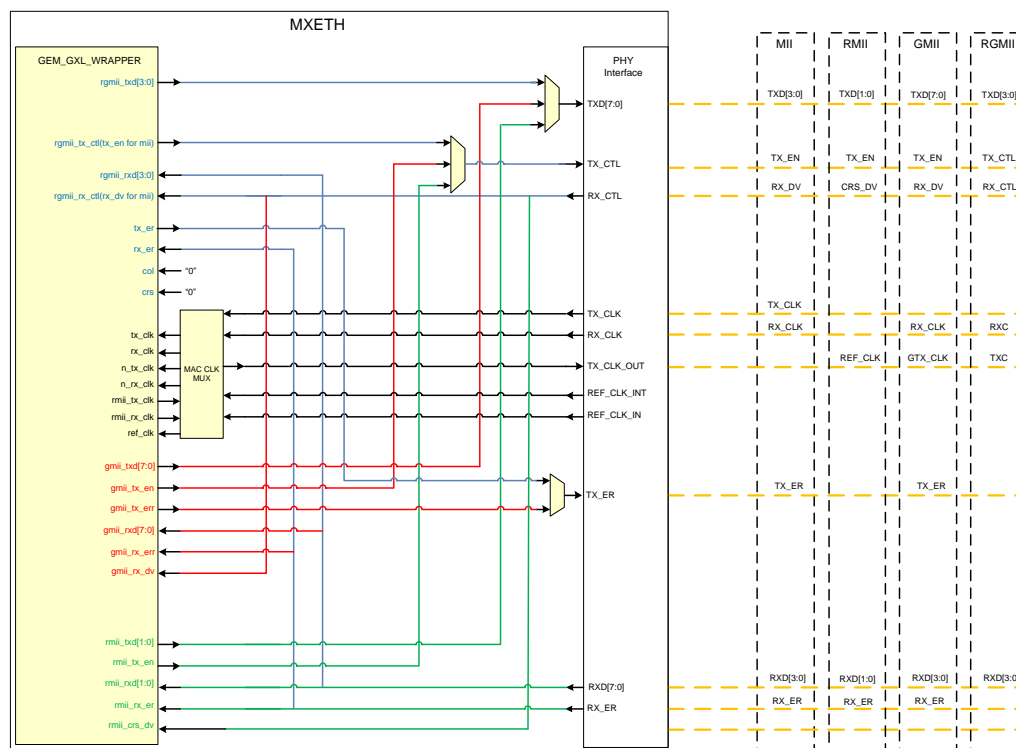 MXETH
GEM_GXL_WRAPPER
rgmii_txd[3:0]
rgmii_tx_ctl(tx_en for mii)
rgmii_rxd[3:0]
rgmii_rx_ctl(rx_dv for mii)
tx_er
rx_er
col
"0"
crs
"0"
tx_clk
rx_clk
n_tx_clk
n_rx_clk
rmii_tx_clk
rmii_rx_clk
ref_clk
MAC CLK
MUX
gmii_txd[7:0]
gmii_tx_en
gmii_tx_err
gmii_rxd[7:0]
gmii_rx_err
gmii_rx_dv
rmii_txd[1:0]
rmii_tx_en
rmii_rxd[1:0]
rmii_rx_er
rmii_crs_dv
PHY
Interface
TXD[7:0]
TX_CTL
RX_CTL
TX_CLK
RX_CLK
TX_CLK_OUT
REF_CLK_INT
REF_CLK_IN
TX_ER
RXD[7:0]
RX_ER
MII
TXD[3:0]
TX_EN
RX_DV
TX_CLK
RX_CLK
TX_ER
RXD[3:0]
RX_ER
RMII
TXD[1:0]
TX_EN
CRS_DV
REF_CLK
RXD[1:0]
RX_ER
GMII
TXD[7:0]
TX_EN
RX_DV
RX_CLK
GTX_CLK
TX_ER
RXD[3:0]
RX_ER
RGMII
TXD[3:0]
TX_CTL
RX_CTL
RXC
TXC
RXD[3:0]